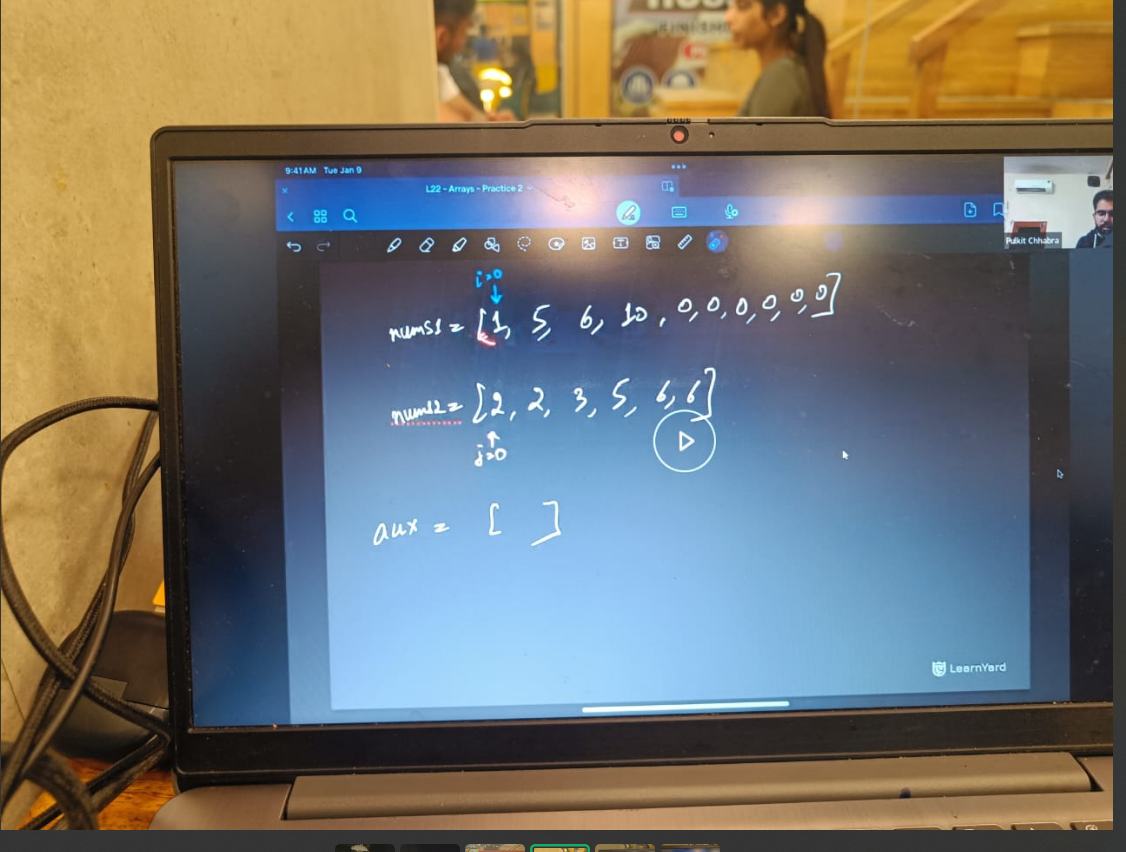 9:41 AM Tue Jan 9
L22 - Arrays - Practice 2
Pulkit Chhabra
i=0
nums1 = [1, 5, 6, 10, 0, 0, 0, 0, 0, 0]
nums2 = [2, 2, 3, 5, 6, 6]
j=0
aux = [ ]
LearnYard